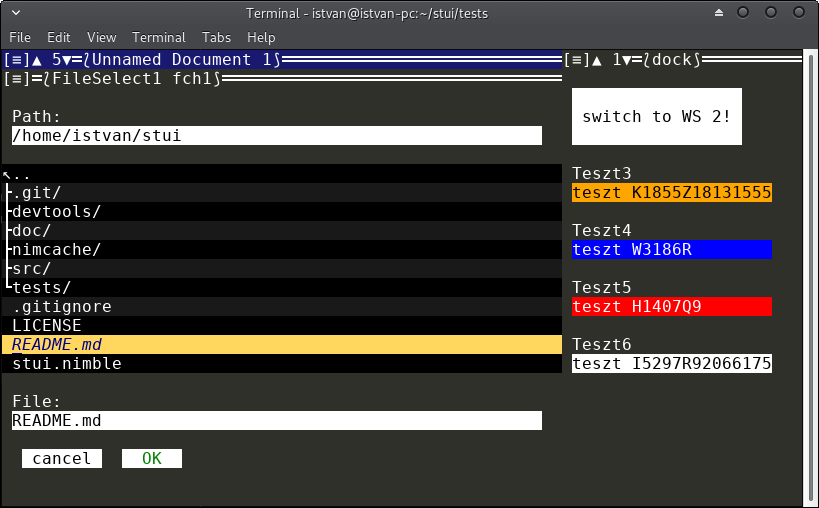 Terminal - istvan@istvan-pc:~/stui/tests
File Edit View Terminal Tabs Help
[≡]▲ 5▼═⟅Unnamed Document 1⟆
[≡]▲ 1▼═⟅dock⟆
[≡]═⟅FileSelect1 fch1⟆
Path:
/home/istvan/stui
↖..
.git/
devtools/
doc/
nimcache/
src/
tests/
.gitignore
LICENSE
README.md
stui.nimble
File:
README.md
cancel OK
switch to WS 2!
Teszt3
teszt K1855Z18131555
Teszt4
teszt W3186R
Teszt5
teszt H1407Q9
Teszt6
teszt I5297R92066175